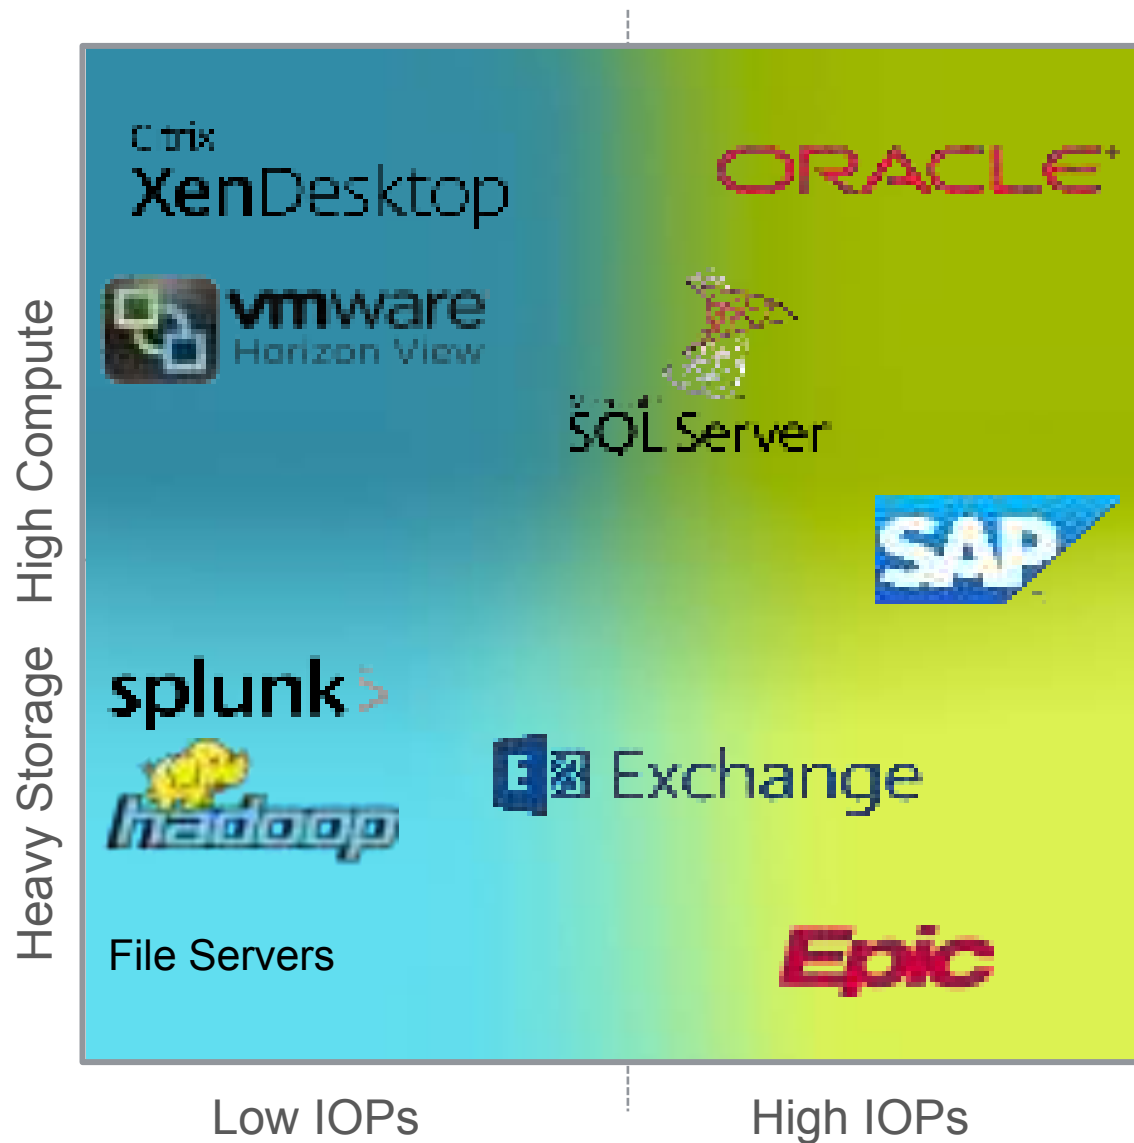 Citrix
XenDesktop
ORACLE
vmware
Horizon View
SQL Server
SAP
splunk>
hadoop
E Exchange
File Servers
Epic
High Compute
Heavy Storage
Low IOPs
High IOPs